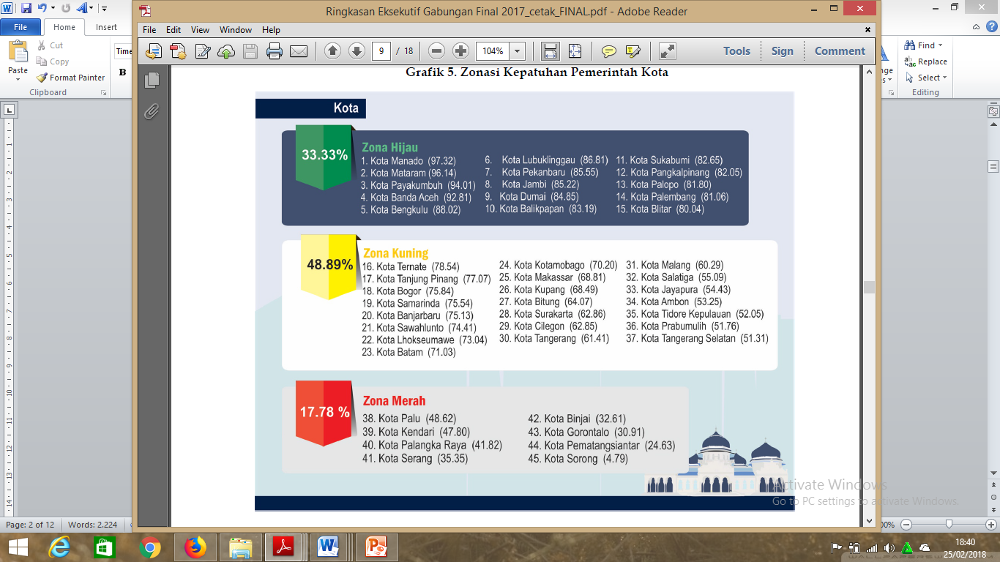 Ringkasan Eksekutif Gabungan Final 2017_cetak_FINAL.pdf - Adobe Reader
File Home Insert
File Edit View Window Help
Cut
Copy
Format Painter
Paste
Clipboard
Time
B
9 / 18
104%
Tools Sign Comment
Find
Replace
Select
Editing
Grafik 5. Zonasi Kepatuhan Pemerintah Kota
Kota
33.33%
Zona Hijau
1. Kota Manado (97.32)
2. Kota Mataram (96.14)
3. Kota Payakumbuh (94.01)
4. Kota Banda Aceh (92.81)
5. Kota Bengkulu (88.02)
6. Kota Lubuklinggau (86.81)
7. Kota Pekanbaru (85.55)
8. Kota Jambi (85.22)
9. Kota Dumai (84.85)
10. Kota Balikpapan (83.19)
11. Kota Sukabumi (82.65)
12. Kota Pangkalpinang (82.05)
13. Kota Palopo (81.80)
14. Kota Palembang (81.06)
15. Kota Blitar (80.04)
48.89%
Zona Kuning
16. Kota Ternate (78.54)
17. Kota Tanjung Pinang (77.07)
18. Kota Bogor (75.84)
19. Kota Samarinda (75.54)
20. Kota Banjarbaru (75.13)
21. Kota Sawahlunto (74.41)
22. Kota Lhokseumawe (73.04)
23. Kota Batam (71.03)
24. Kota Kotamobago (70.20)
25. Kota Makassar (68.81)
26. Kota Kupang (68.49)
27. Kota Bitung (64.07)
28. Kota Surakarta (62.86)
29. Kota Cilegon (62.85)
30. Kota Tangerang (61.41)
31. Kota Malang (60.29)
32. Kota Salatiga (55.09)
33. Kota Jayapura (54.43)
34. Kota Ambon (53.25)
35. Kota Tidore Kepulauan (52.05)
36. Kota Prabumulih (51.76)
37. Kota Tangerang Selatan (51.31)
17.78 %
Zona Merah
38. Kota Palu (48.62)
39. Kota Kendari (47.80)
40. Kota Palangka Raya (41.82)
41. Kota Serang (35.35)
42. Kota Binjai (32.61)
43. Kota Gorontalo (30.91)
44. Kota Pematangsiantar (24.63)
45. Kota Sorong (4.79)
Activate Windows
Go to PC settings to activate Windows.
Page: 2 of 12 Words: 2.224
18:40
25/02/2018